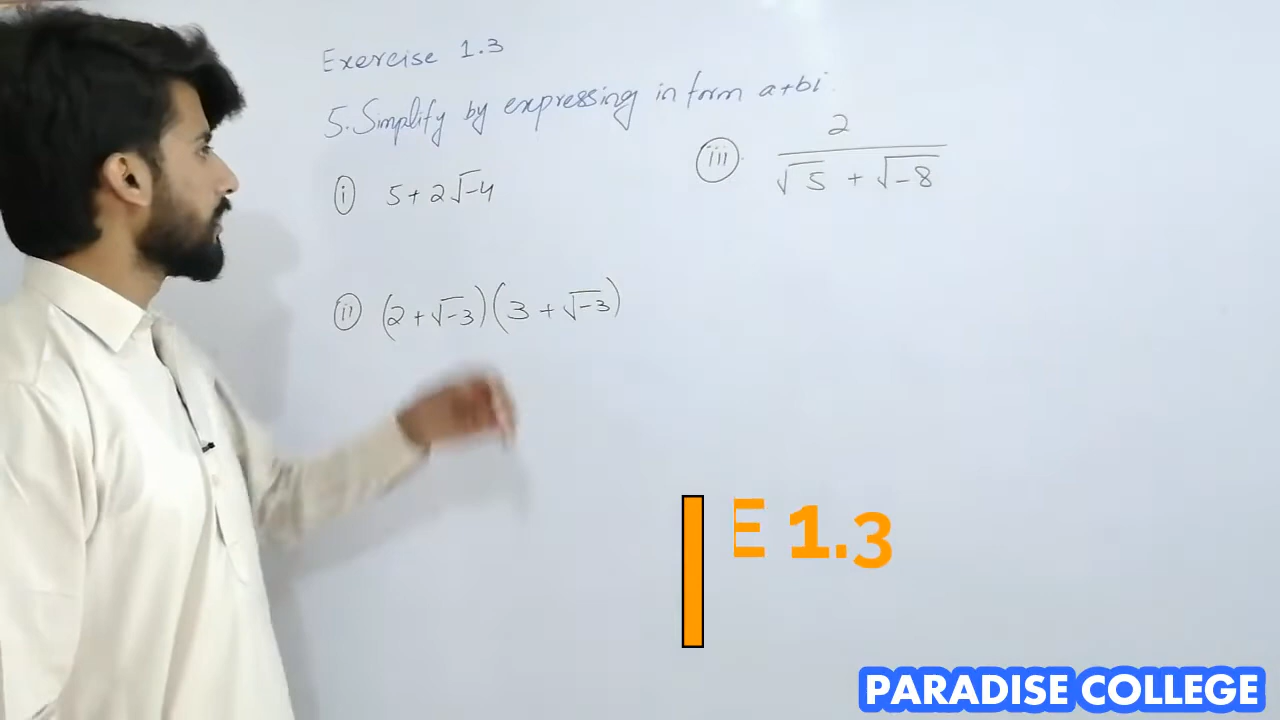 Exercise 1.3
5. Simplify by expressing in form a+bi.
(i) 5+2√-4
(ii) (2+√-3)(3+√-3)
(iii) 2
√5 + √-8
E 1.3
PARADISE COLLEGE